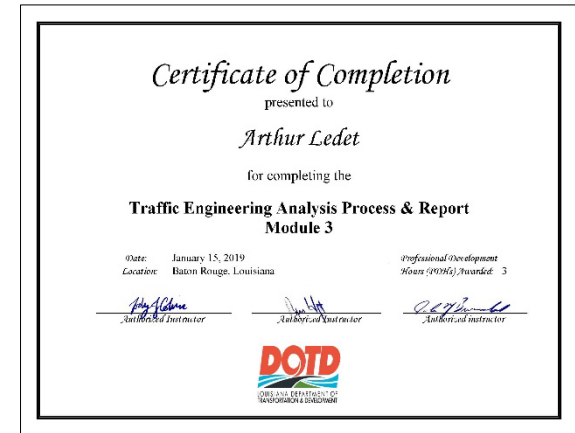 Certificate of Completion
presented to
Arthur Ledet
for completing the
Traffic Engineering Analysis Process & Report
Module 3
Date: January 15, 2019
Location: Baton Rouge, Louisiana
Professional Development
Hours (PDHs) Awarded: 3
Authorized Instructor
Authorized Instructor
Authorized instructor
DOTD
LOUISIANA DEPARTMENT OF
TRANSPORTATION & DEVELOPMENT